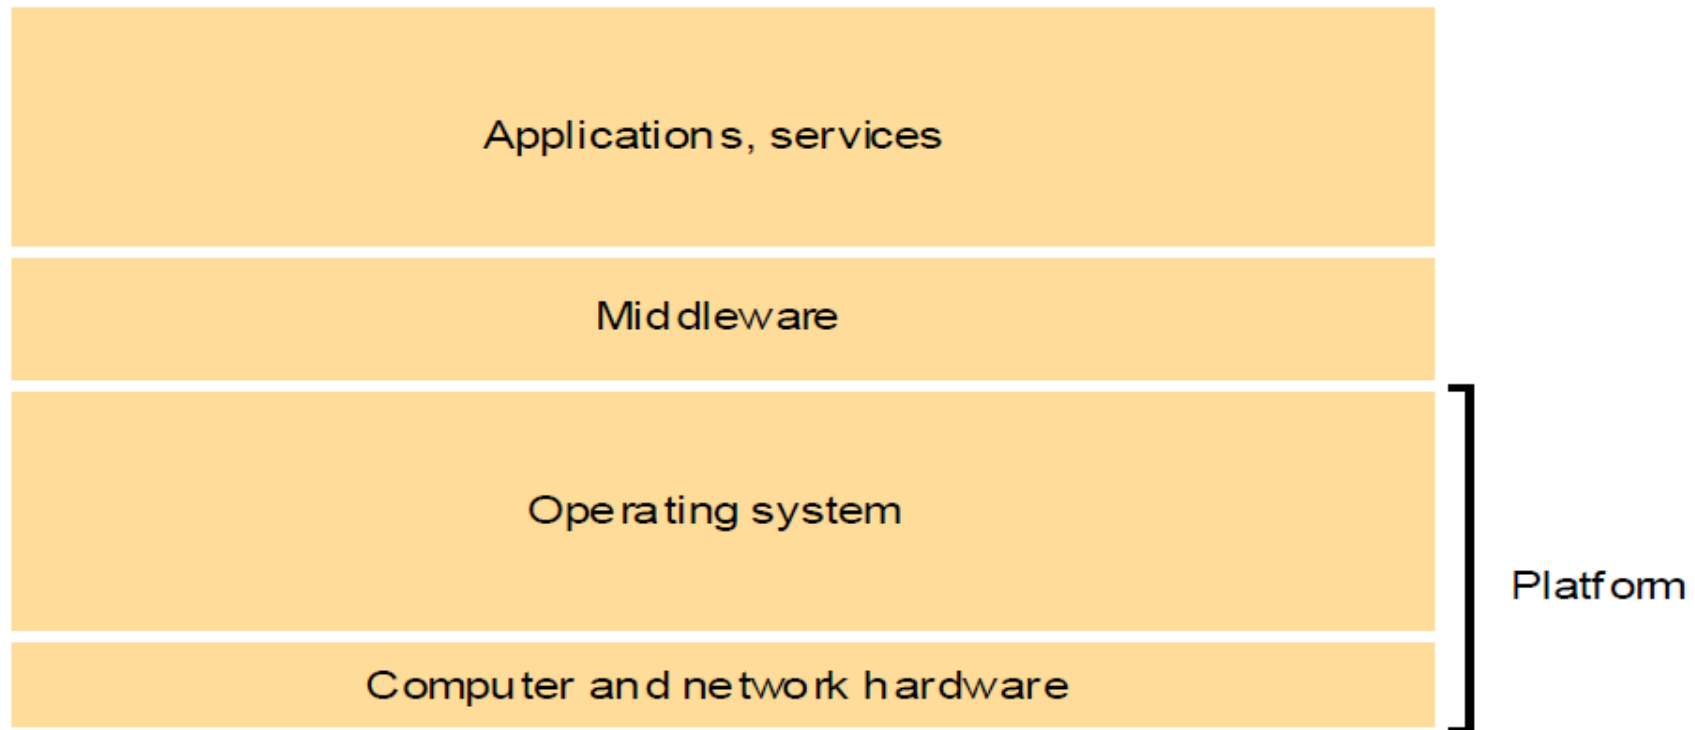 Applications, services
Middleware
Operating system
Platform
Computer and network hardware